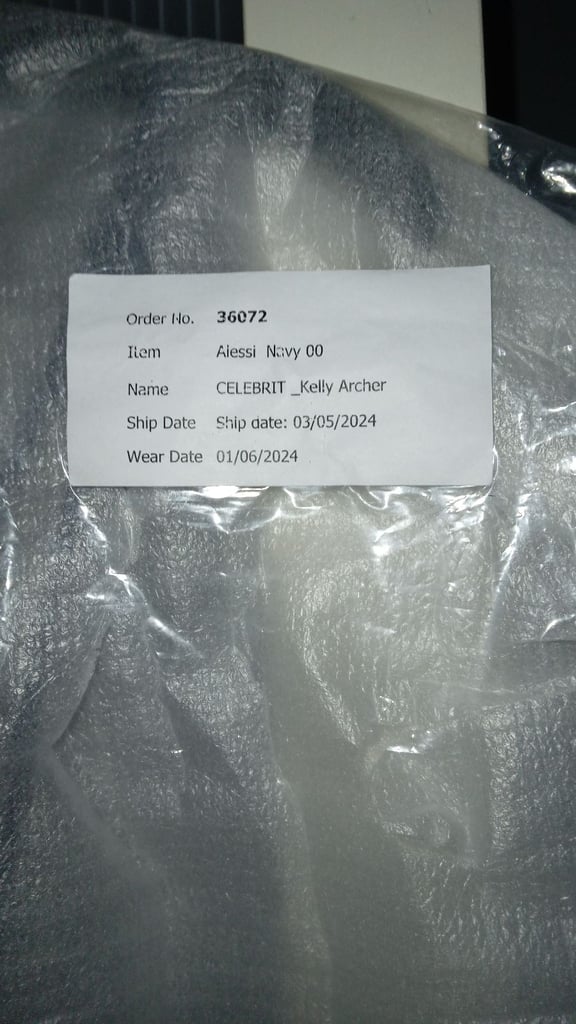 Order No. 36072
Item Alessi Navy 00
Name CELEBRIT _Kelly Archer
Ship Date Ship date: 03/05/2024
Wear Date 01/06/2024